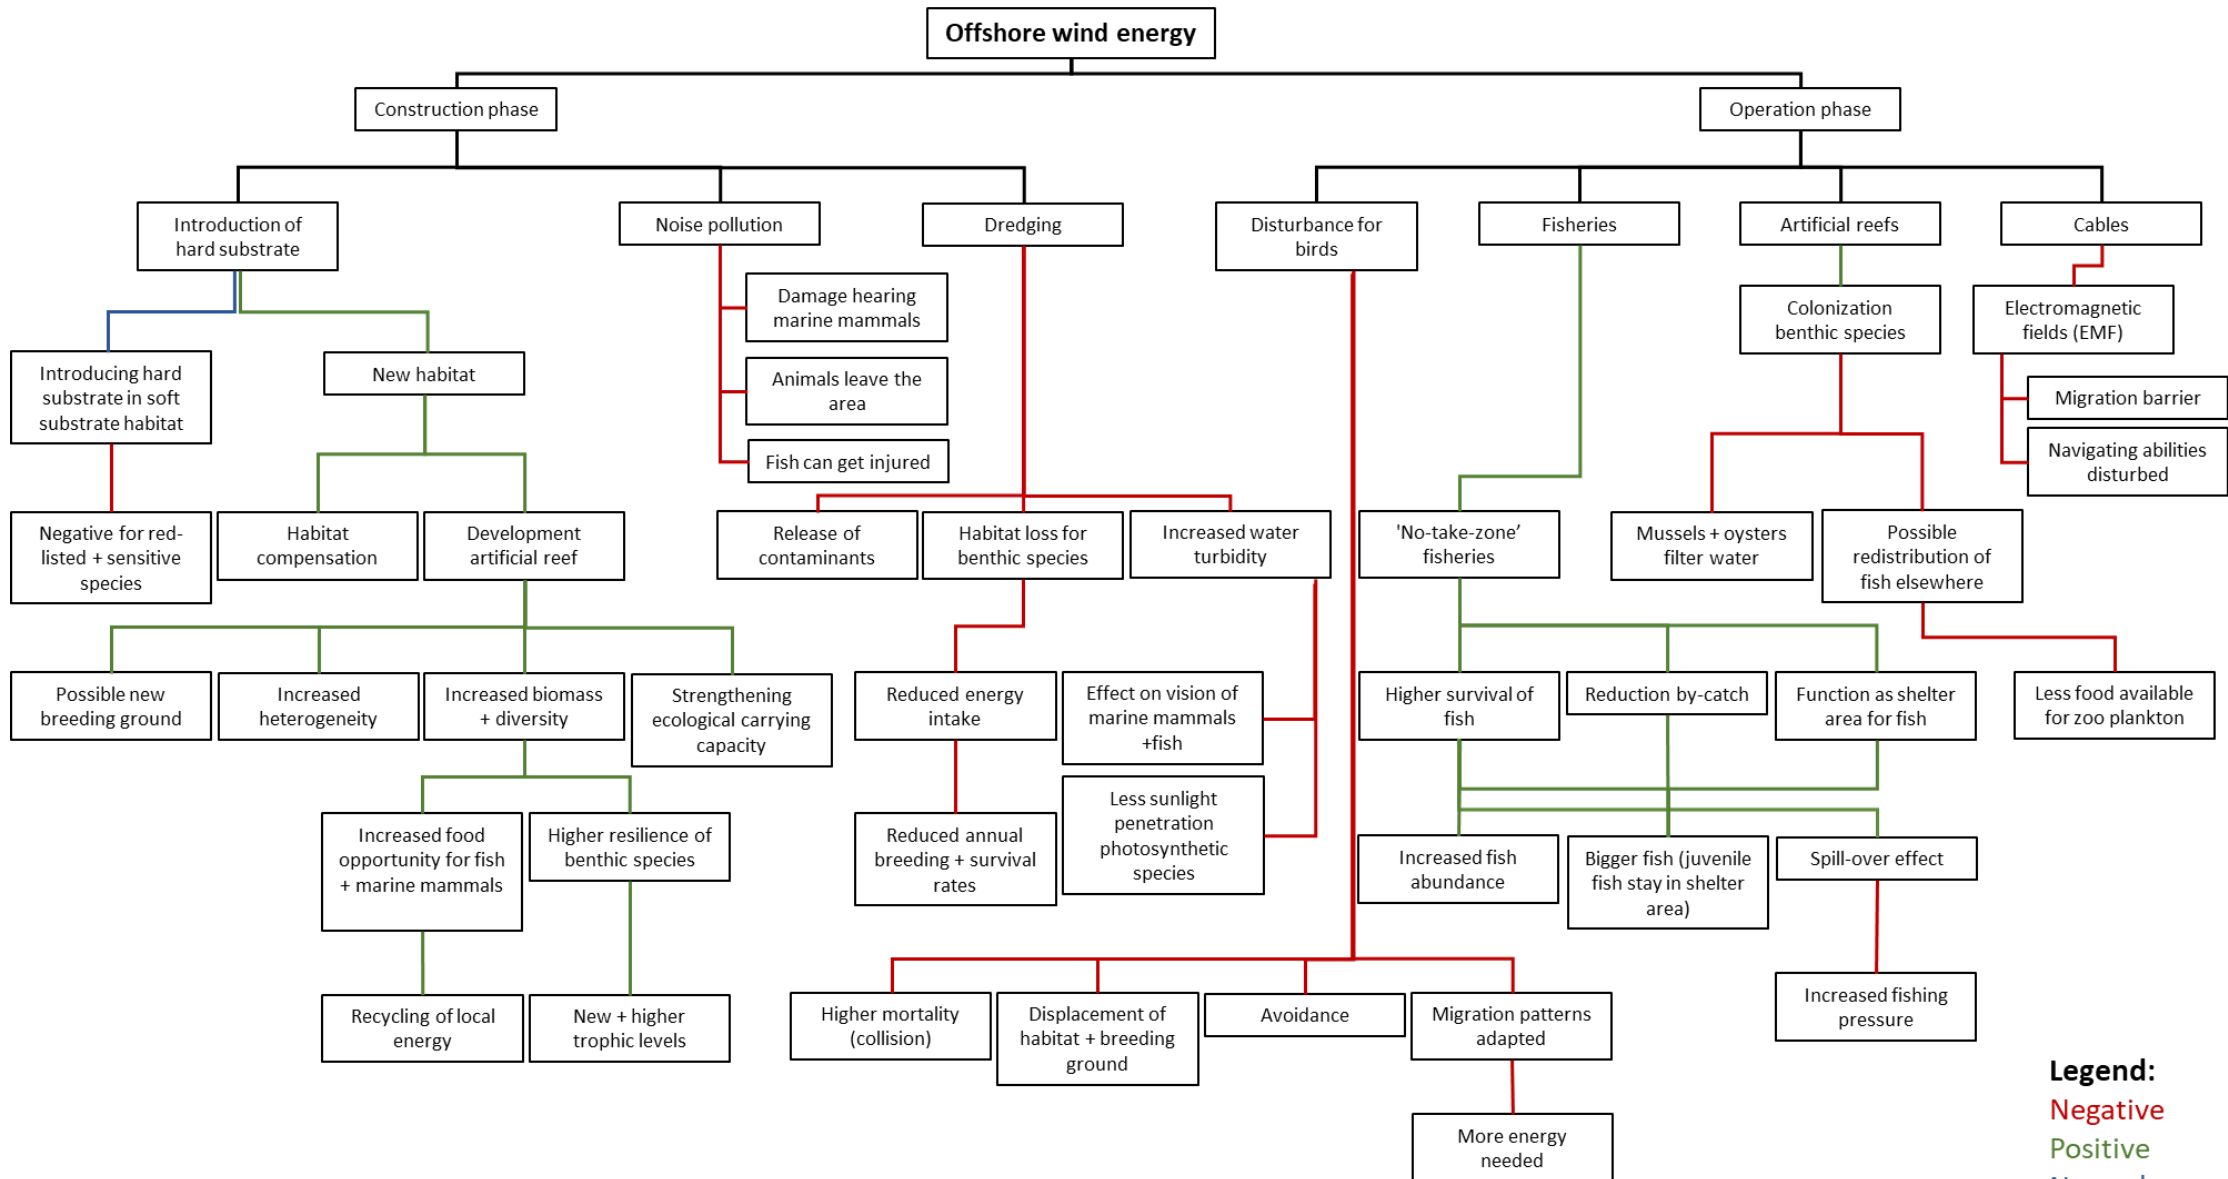 Offshore wind energy
Construction phase
Operation phase
Introduction of
hard substrate
Noise pollution
Dredging
Disturbance for
birds
Fisheries
Artificial reefs
Cables
Damage hearing
marine mammals
Animals leave the
area
Fish can get injured
Colonization
benthic species
Electromagnetic
fields (EMF)
Migration barrier
Navigating abilities
disturbed
Introducing hard
substrate in soft
substrate habitat
New habitat
Negative for red-
listed + sensitive
species
Habitat
compensation
Development
artificial reef
Release of
contaminants
Habitat loss for
benthic species
Increased water
turbidity
'No-take-zone’
fisheries
Mussels + oysters
filter water
Possible
redistribution of
fish elsewhere
Possible new
breeding ground
Increased
heterogeneity
Increased biomass
+ diversity
Strengthening
ecological carrying
capacity
Reduced energy
intake
Effect on vision of
marine mammals
+fish
Higher survival of
fish
Reduction by-catch
Function as shelter
area for fish
Less food available
for zoo plankton
Increased food
opportunity for fish
+ marine mammals
Higher resilience of
benthic species
Reduced annual
breeding + survival
rates
Less sunlight
penetration
photosynthetic
species
Increased fish
abundance
Bigger fish (juvenile
fish stay in shelter
area)
Spill-over effect
Recycling of local
energy
New + higher
trophic levels
Higher mortality
(collision)
Displacement of
habitat + breeding
ground
Avoidance
Migration patterns
adapted
Increased fishing
pressure
More energy
needed
Legend:
Negative
Positive